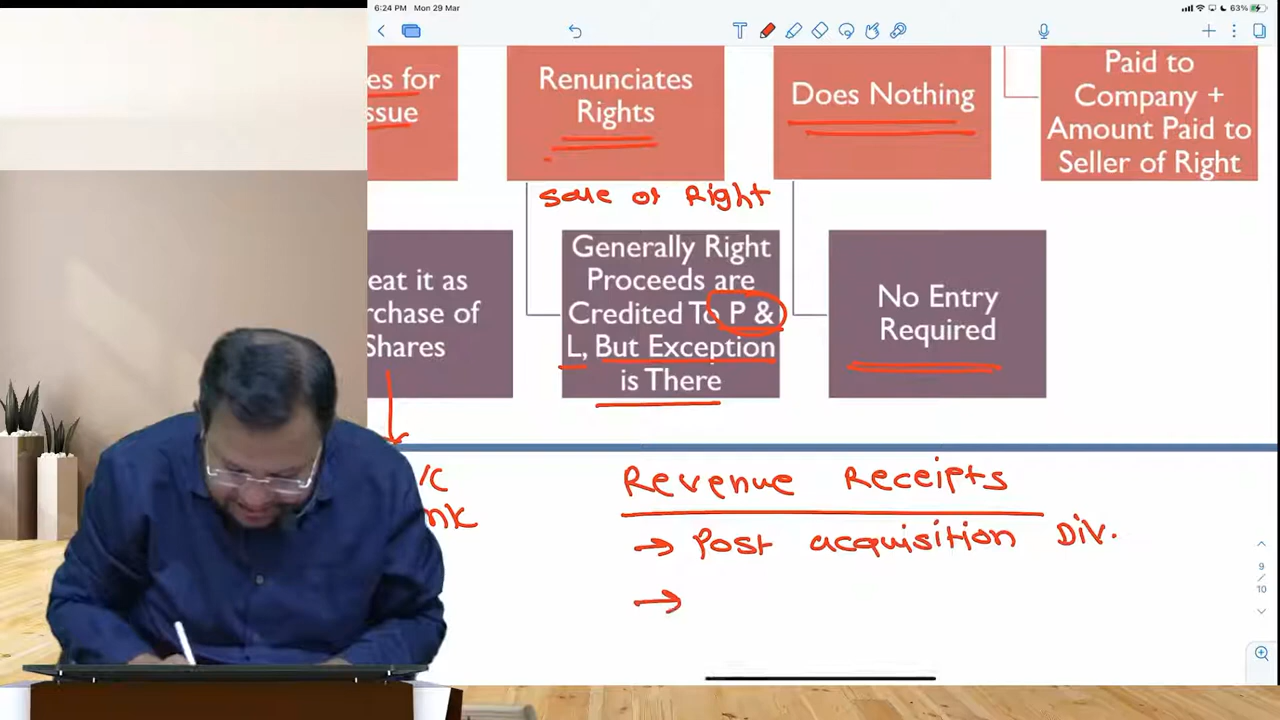 6:24 PM Mon 29 Mar
63%
T
es for
ssue
Renunciates
Rights
Does Nothing
Paid to
Company +
Amount Paid to
Seller of Right
Sale of Right
eat it as
rchase of
Shares
Generally Right
Proceeds are
Credited To P &
L, But Exception
is There
No Entry
Required
/C
nk
Revenue Receipts
→ Post acquisition Div.
→
9
/
10